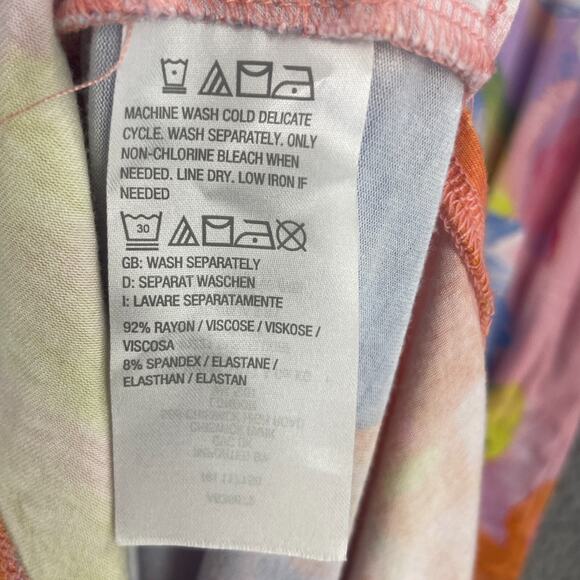 MACHINE WASH COLD DELICATE
CYCLE. WASH SEPARATELY. ONLY
NON-CHLORINE BLEACH WHEN
NEEDED. LINE DRY. LOW IRON IF
NEEDED
30
GB: WASH SEPARATELY
D: SEPARAT WASCHEN
I: LAVARE SEPARATAMENTE
92% RAYON / VISCOSE / VISKOSE /
VISCOSA
8% SPANDEX / ELASTANE /
ELASTHAN / ELASTAN